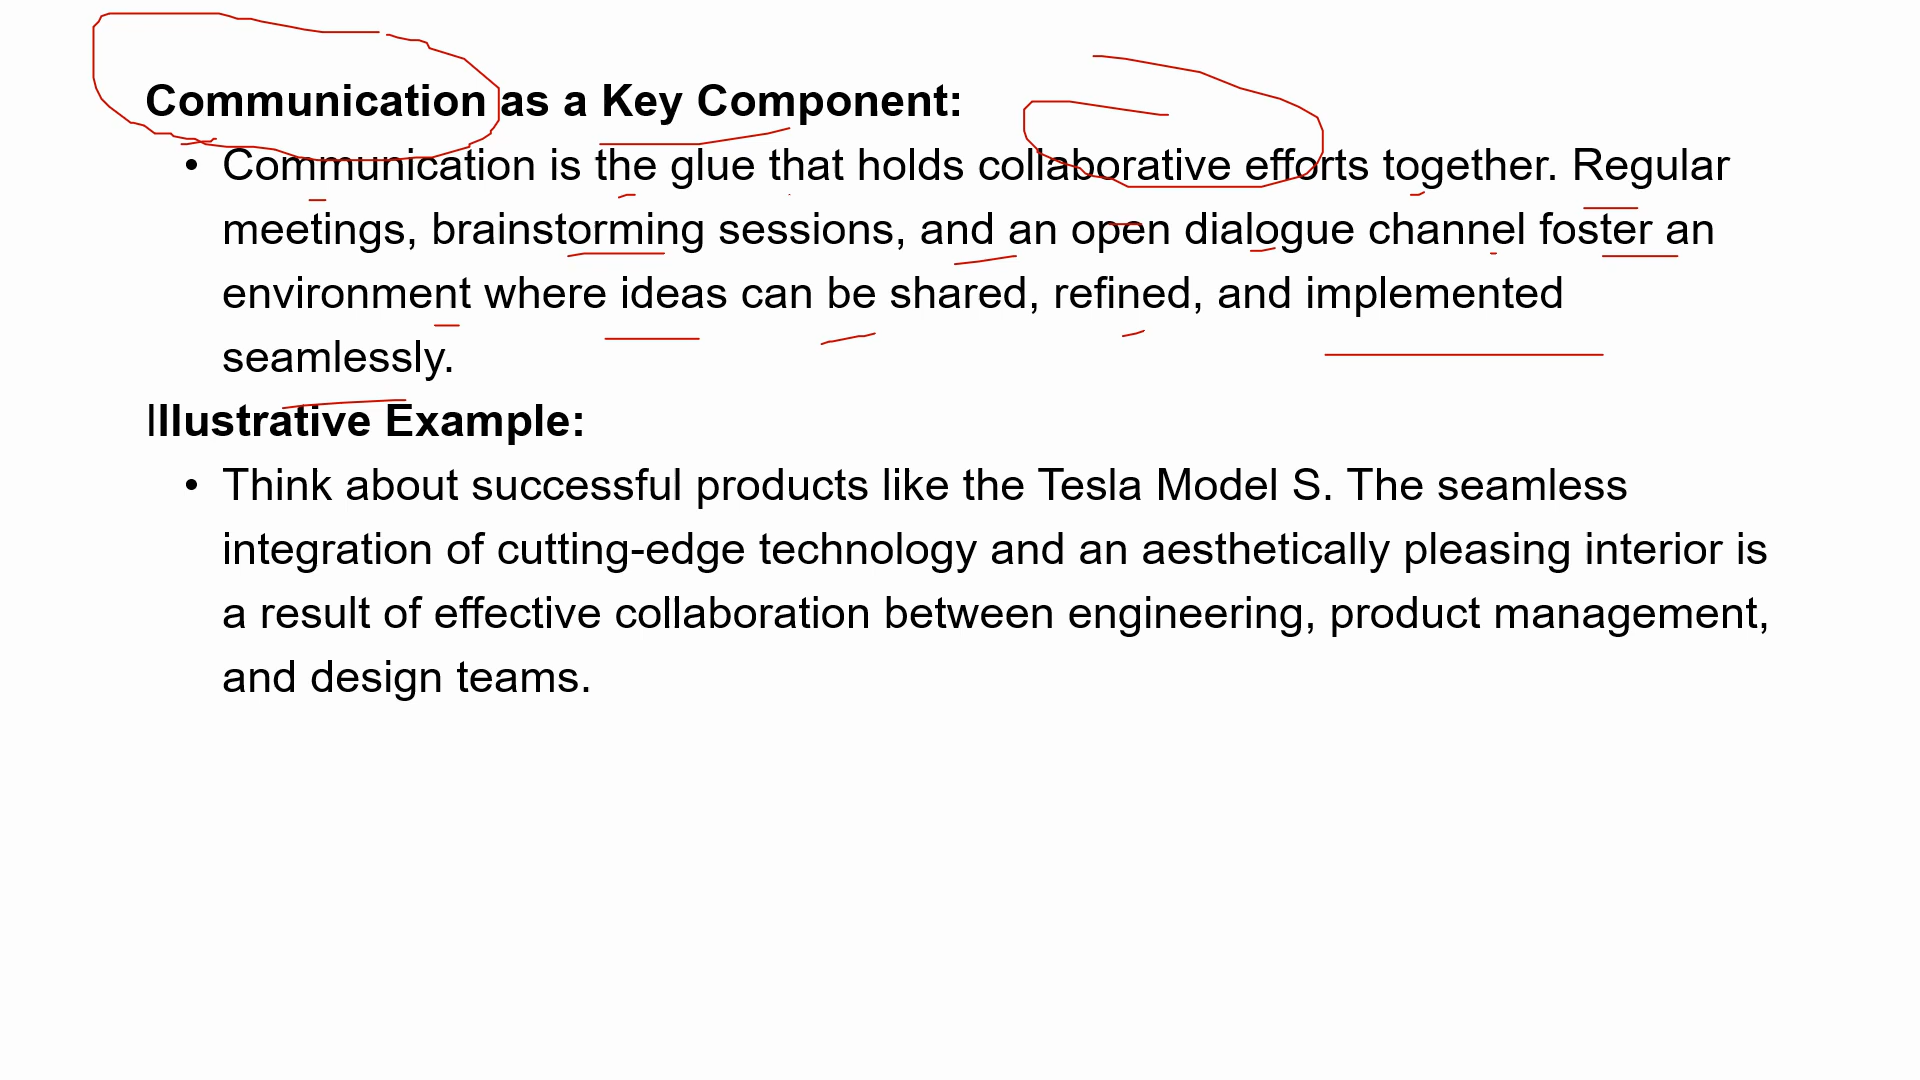 Communication as a Key Component:
• Communication is the glue that holds collaborative efforts together. Regular
meetings, brainstorming sessions, and an open dialogue channel foster an
environment where ideas can be shared, refined, and implemented
seamlessly.
IIllustrative Example:
• Think about successful products like the Tesla Model S. The seamless
integration of cutting-edge technology and an aesthetically pleasing interior is
a result of effective collaboration between engineering, product management,
and design teams.